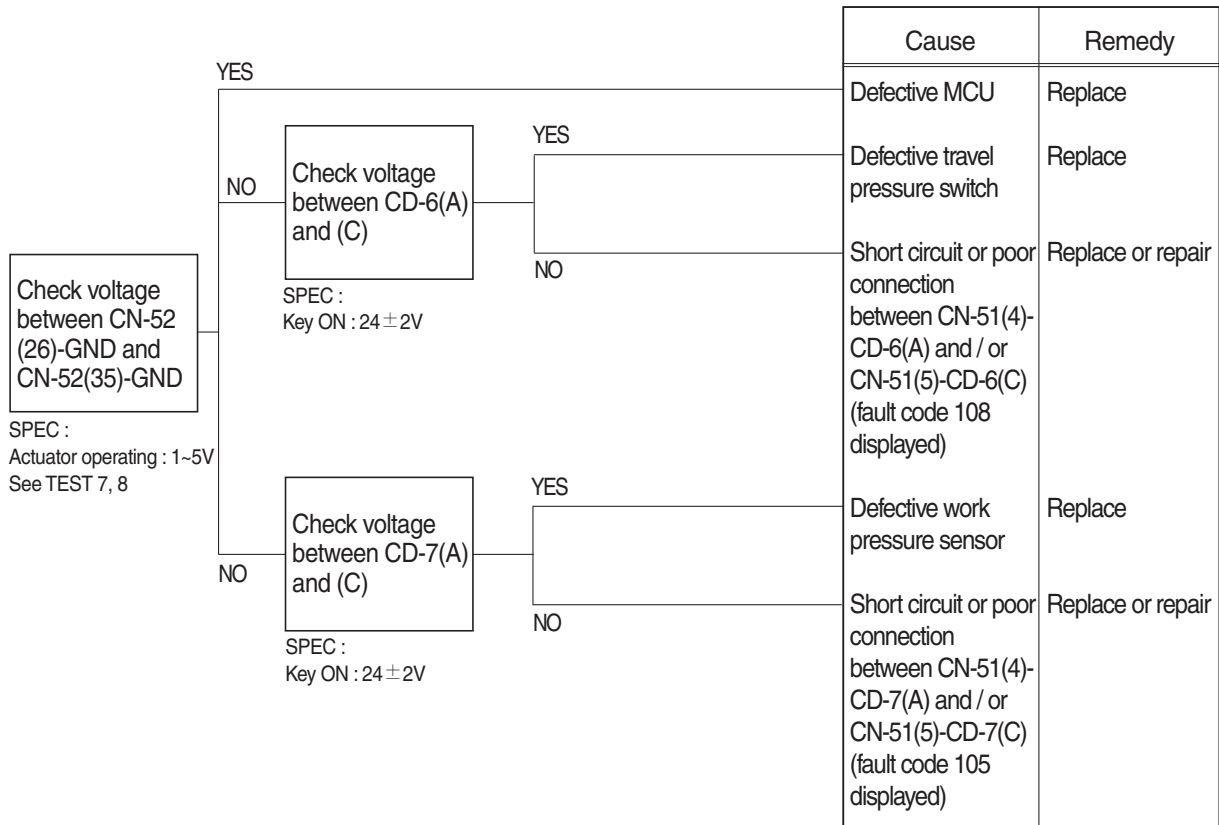 Cause Remedy
YES
Defective MCU Replace
YES
Defective travel Replace
pressure switch
Check voltage
between CD-6(A)
and (C)
NO
SPEC :
Key ON : 24±2V
NO
Short circuit or poor Replace or repair
connection
between CN-51(4)-
CD-6(A) and / or
CN-51(5)-CD-6(C)
(fault code 108
displayed)
Check voltage
between CN-52
(26)-GND and
CN-52(35)-GND
SPEC :
Actuator operating : 1~5V
See TEST 7, 8
YES
Defective work Replace
pressure sensor
Check voltage
between CD-7(A)
and (C)
NO
SPEC :
Key ON : 24±2V
NO
Short circuit or poor Replace or repair
connection
between CN-51(4)-
CD-7(A) and / or
CN-51(5)-CD-7(C)
(fault code 105
displayed)